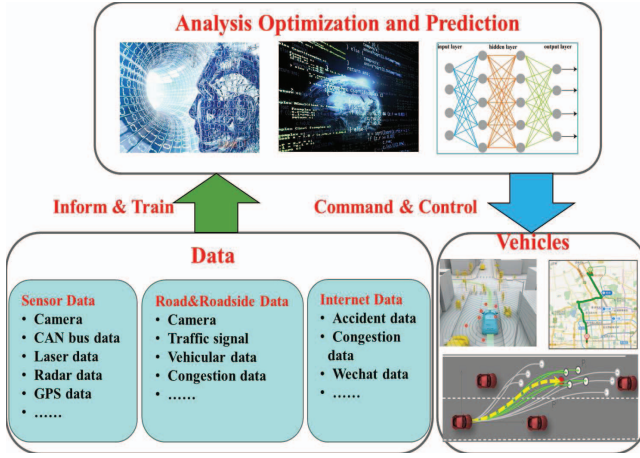 Analysis Optimization and Prediction
input layer
hidden layer
output layer
Inform & Train
Command & Control
Data
Sensor Data
• Camera
• CAN bus data
• Laser data
• Radar data
• GPS data
• ……
Road&Roadside Data
• Camera
• Traffic signal
• Vehicular data
• Congestion data
• ……
Internet Data
• Accident data
• Congestion
data
• Wechat data
• ……
Vehicles